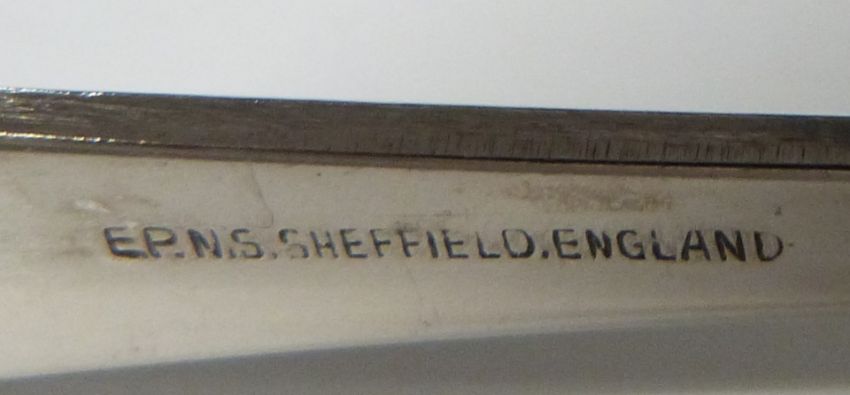 E.P.N.S. SHEFFIELD. ENGLAND